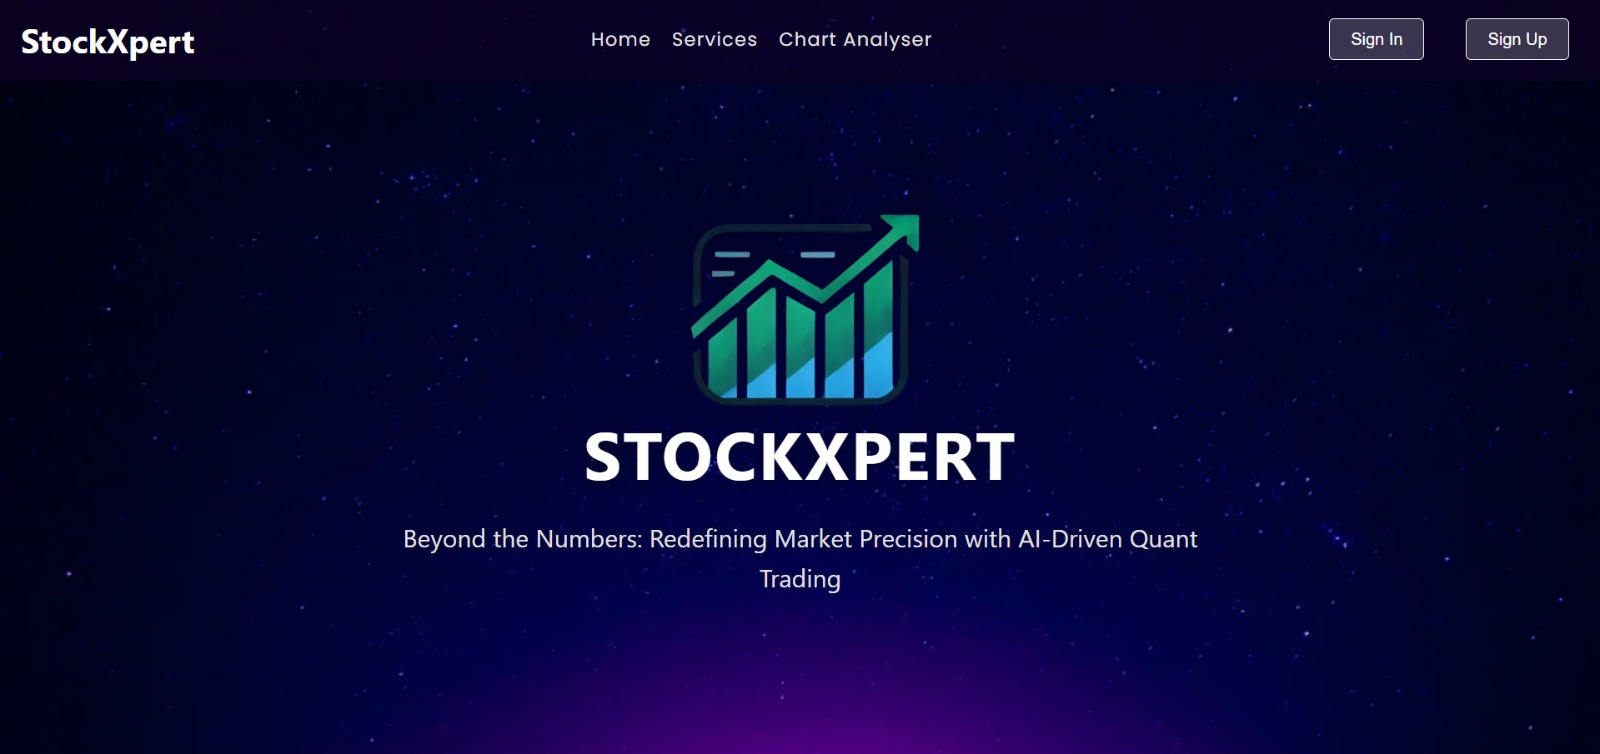 StockXpert
Home Services Chart Analyser
Sign In
Sign Up
STOCKXPERT
Beyond the Numbers: Redefining Market Precision with AI-Driven Quant
Trading